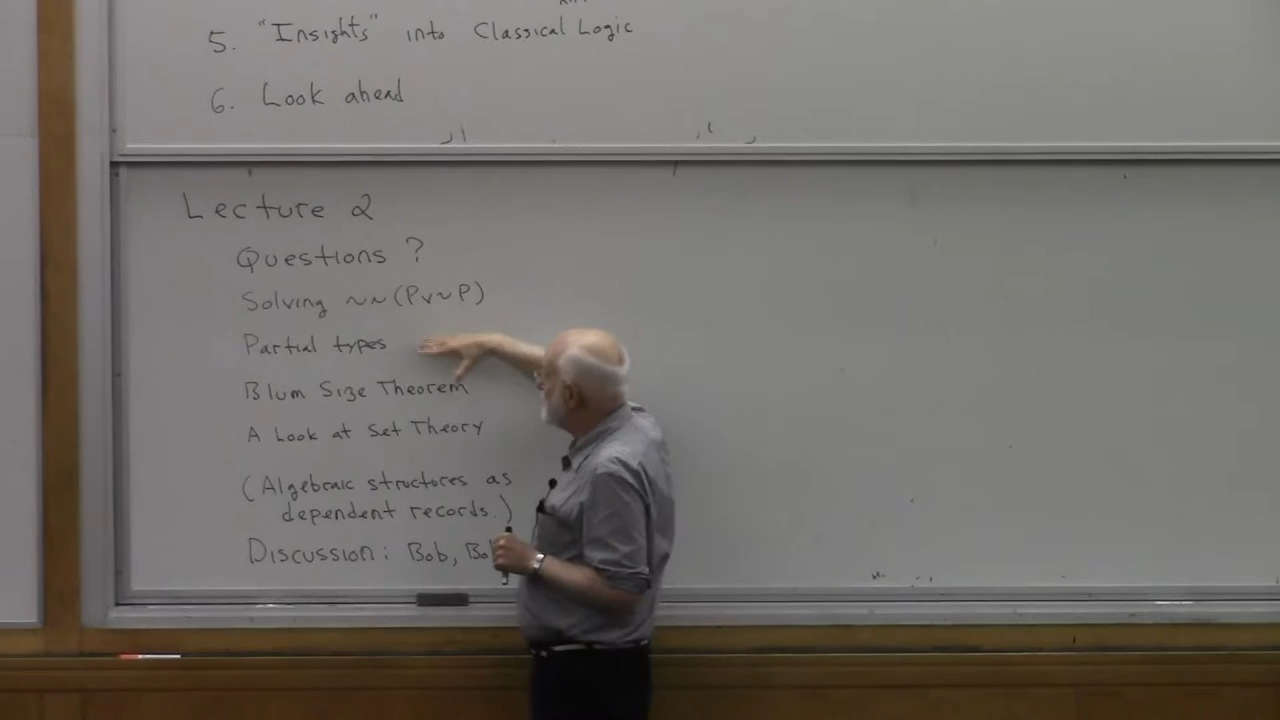 5. "Insights" into Classical Logic
6. Look ahead
Lecture 2
Questions ?
Solving ~~(P∨~P)
Partial types
Blum Size Theorem
A Look at Set Theory
(Algebraic structures as
dependent records.)
Discussion: Bob,